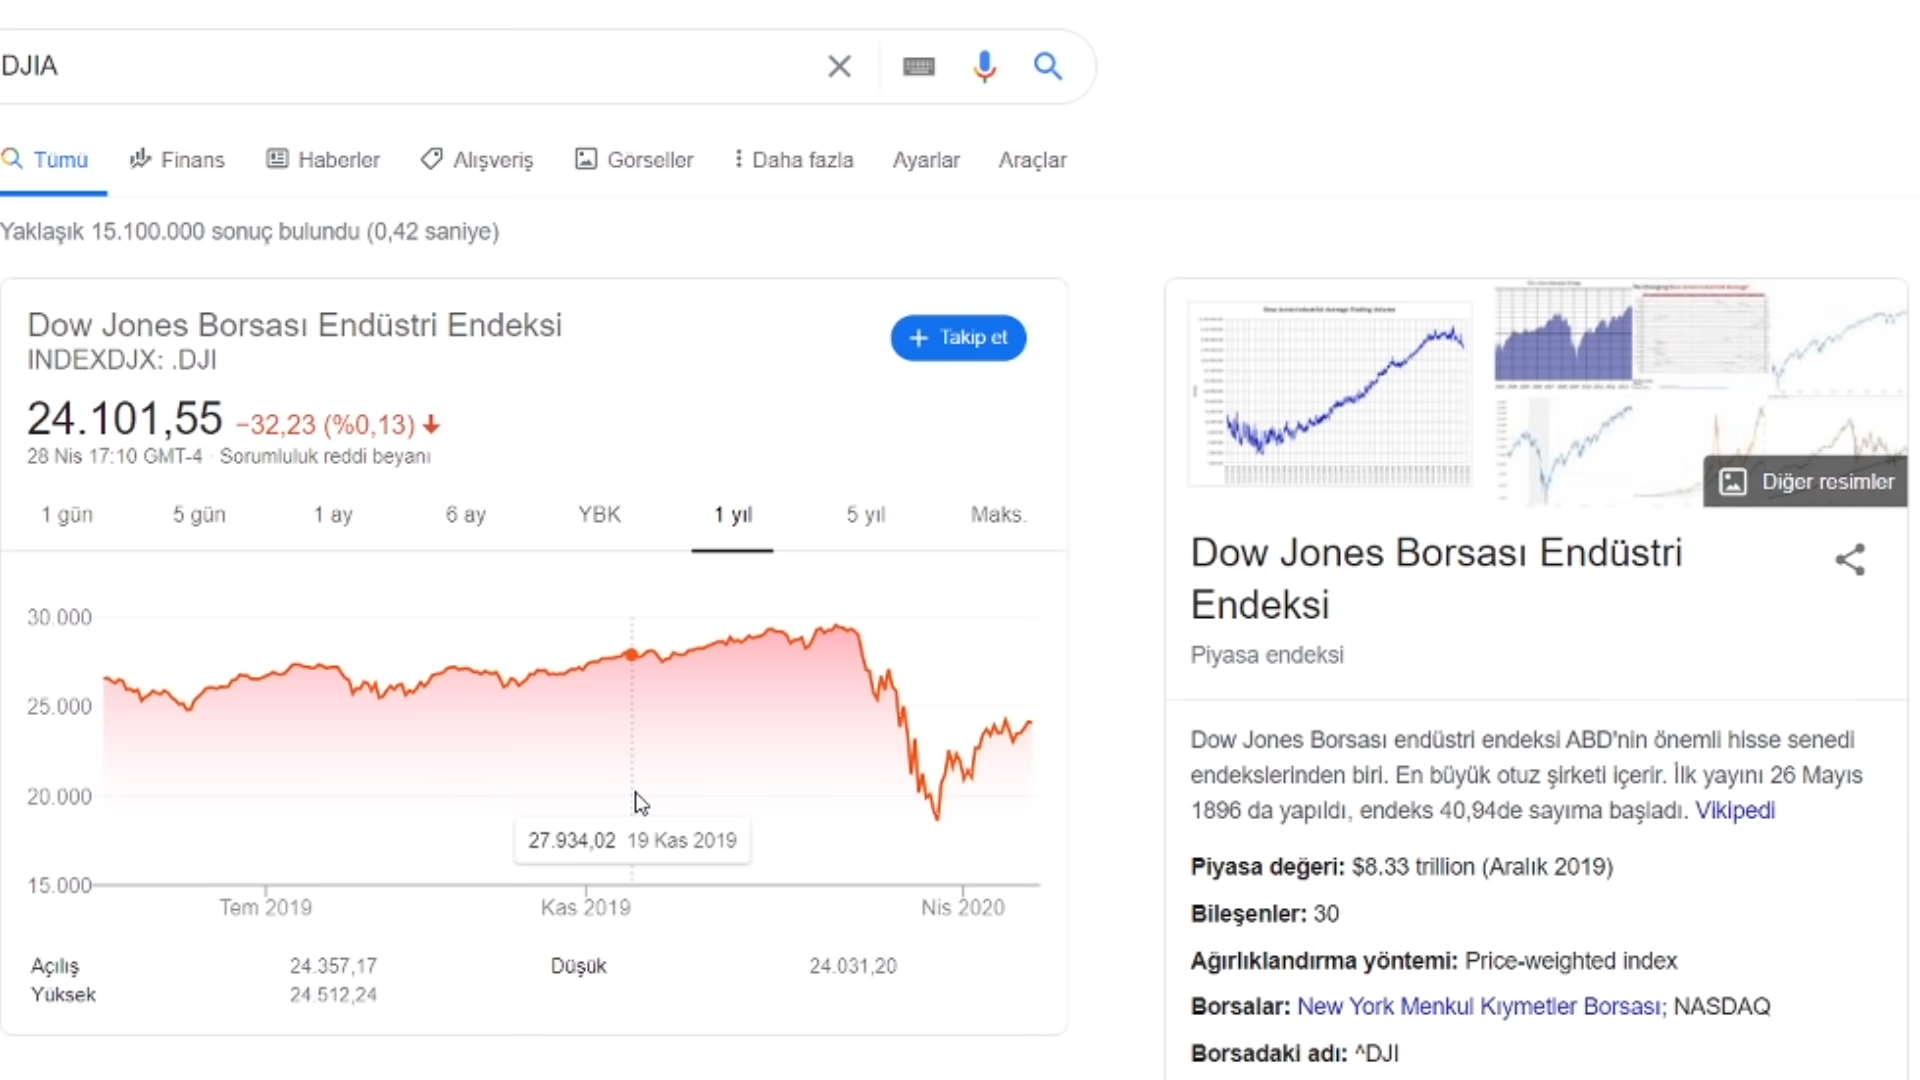 DJIA
Tümü Finans Haberler Alışveriş Görseller Daha fazla Ayarlar Araçlar
Yaklaşık 15.100.000 sonuç bulundu (0,42 saniye)
Dow Jones Borsası Endüstri Endeksi
INDEXDJX: .DJI
+ Takip et
24.101,55 −32,23 (%0,13)
28 Nis 17:10 GMT-4 · Sorumluluk reddi beyanı
1 gün 5 gün 1 ay 6 ay YBK 1 yıl 5 yıl Maks.
30.000
25.000
20.000
15.000
27.934,02 19 Kas 2019
Tem 2019 Kas 2019 Nis 2020
Açılış 24.357,17 Düşük 24.031,20
Yüksek 24.512,24
Diğer resimler
Dow Jones Borsası Endüstri
Endeksi
Piyasa endeksi
Dow Jones Borsası endüstri endeksi ABD'nin önemli hisse senedi
endekslerinden biri. En büyük otuz şirketi içerir. İlk yayını 26 Mayıs
1896 da yapıldı, endeks 40,94de sayıma başladı. Vikipedi
Piyasa değeri: $8.33 trillion (Aralık 2019)
Bileşenler: 30
Ağırlıklandırma yöntemi: Price-weighted index
Borsalar: New York Menkul Kıymetler Borsası; NASDAQ
Borsadaki adı: ^DJI